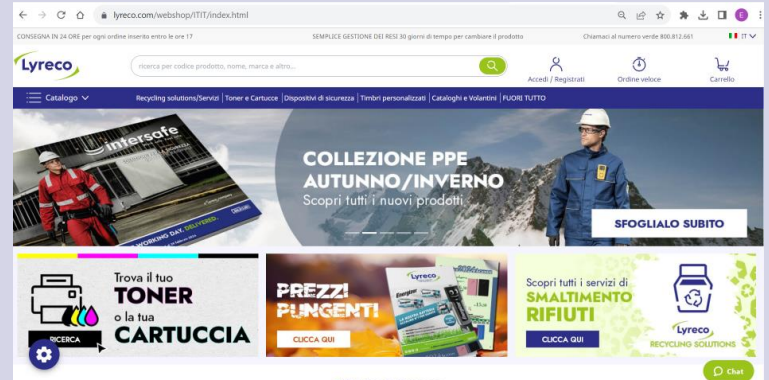 lyreco.com/webshop/ITIT/index.html
E
CONSEGNA IN 24 ORE per ogni ordine inserito entro le ore 17
SEMPLICE GESTIONE DEI RESI 30 giorni di tempo per cambiare il prodotto
Chiamaci al numero verde 800.812.661
IT
Lyreco
ricerca per codice prodotto, nome, marca e altro...
Accedi / Registrati
Ordine veloce
Carrello
Catalogo
Recycling solutions/Servizi | Toner e Cartucce | Dispositivi di sicurezza | Timbri personalizzati | Cataloghi e Volantini | FUORI TUTTO
intersafe
WORKING DAY. DELIVERED.
COLLEZIONE PPE
AUTUNNO/INVERNO
Scopri tutti i nuovi prodotti
SFOGLIALO SUBITO
Trova il tuo
TONER
o la tua
CARTUCCIA
RICERCA
PREZZI
PUNGENTI
CLICCA QUI
Lyreco
Energizer
Scopri tutti i servizi di
SMALTIMENTO
RIFIUTI
CLICCA QUI
Lyreco
RECYCLING SOLUTIONS
Chat